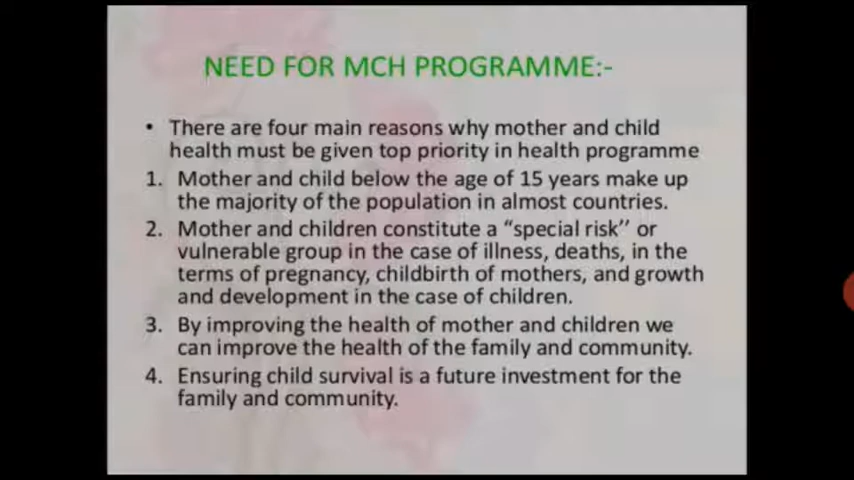 NEED FOR MCH PROGRAMME:-
• There are four main reasons why mother and child
health must be given top priority in health programme
1. Mother and child below the age of 15 years make up
the majority of the population in almost countries.
2. Mother and children constitute a “special risk’’ or
vulnerable group in the case of illness, deaths, in the
terms of pregnancy, childbirth of mothers, and growth
and development in the case of children.
3. By improving the health of mother and children we
can improve the health of the family and community.
4. Ensuring child survival is a future investment for the
family and community.